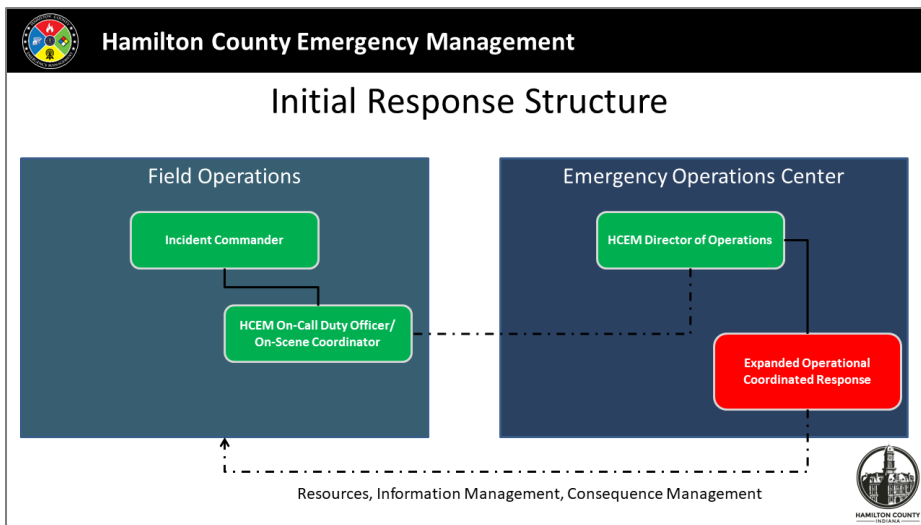 Hamilton County Emergency Management
Initial Response Structure
Field Operations
Incident Commander
HCEM On-Call Duty Officer/
On-Scene Coordinator
Emergency Operations Center
HCEM Director of Operations
Expanded Operational
Coordinated Response
Resources, Information Management, Consequence Management
HAMILTON COUNTY
INDIANA